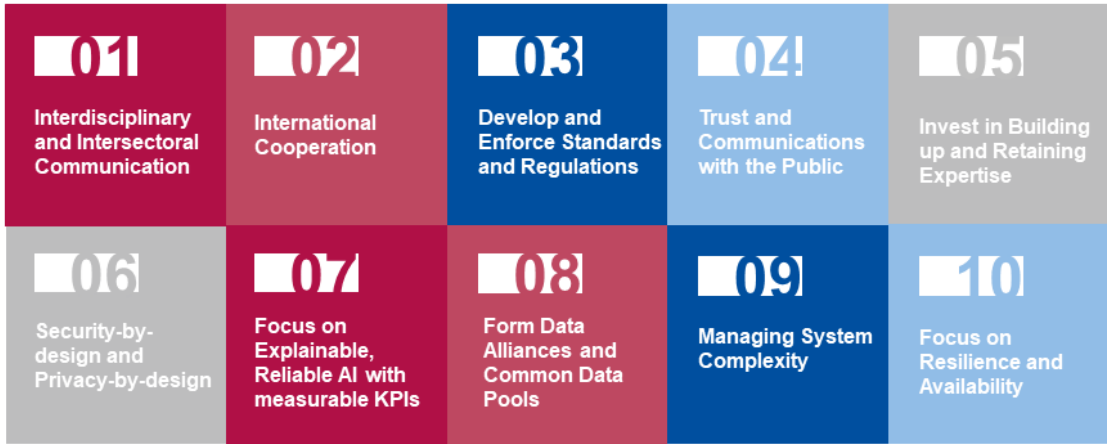 01
Interdisciplinary
and Intersectoral
Communication
02
International
Cooperation
03
Develop and
Enforce Standards
and Regulations
04
Trust and
Communications
with the Public
05
Invest in Building
up and Retaining
Expertise
06
Security-by-
design and
Privacy-by-design
07
Focus on
Explainable,
Reliable AI with
measurable KPIs
08
Form Data
Alliances and
Common Data
Pools
09
Managing System
Complexity
10
Focus on
Resilience and
Availability